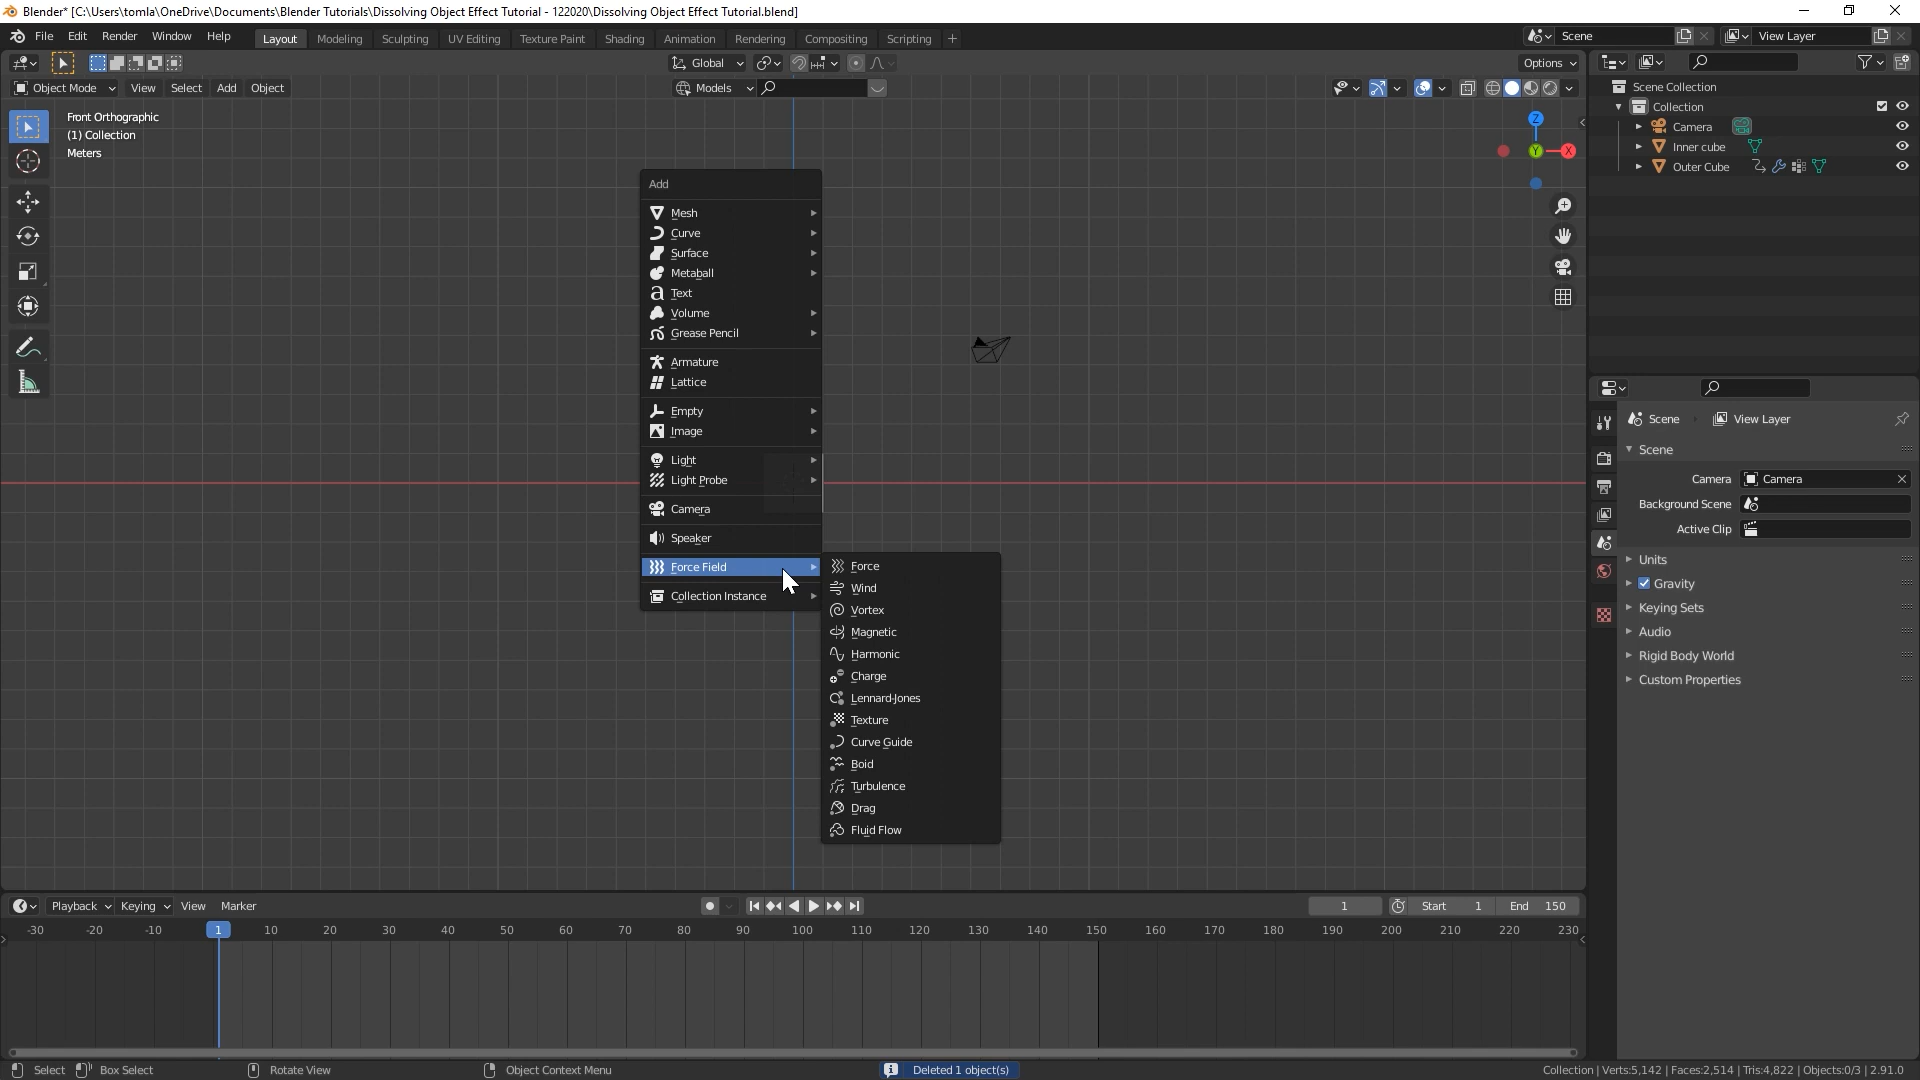 Blender* [C:\Users\tomla\OneDrive\Documents\Blender Tutorials\Dissolving Object Effect Tutorial - 122020\Dissolving Object Effect Tutorial.blend]
File Edit Render Window Help Layout Modeling Sculpting UV Editing Texture Paint Shading Animation Rendering Compositing Scripting + Scene View Layer
Global Options
Object Mode View Select Add Object Models
Front Orthographic
(1) Collection
Meters
Z
Y
X
Scene Collection
Collection
Camera
Inner cube
Outer Cube
Add
Mesh
Curve
Surface
Metaball
Text
Volume
Grease Pencil
Armature
Lattice
Empty
Image
Light
Light Probe
Camera
Speaker
Force Field
Collection Instance
Force
Wind
Vortex
Magnetic
Harmonic
Charge
Lennard-Jones
Texture
Curve Guide
Boid
Turbulence
Drag
Fluid Flow
Scene View Layer
Scene
Camera Camera
Background Scene
Active Clip
Units
Gravity
Keying Sets
Audio
Rigid Body World
Custom Properties
Playback Keying View Marker 1 Start 1 End 150
-30 -20 -10 1 10 20 30 40 50 60 70 80 90 100 110 120 130 140 150 160 170 180 190 200 210 220 230
Select Box Select Rotate View Object Context Menu Deleted 1 object(s) Collection | Verts:5,142 | Faces:2,514 | Tris:4,822 | Objects:0/3 | 2.91.0